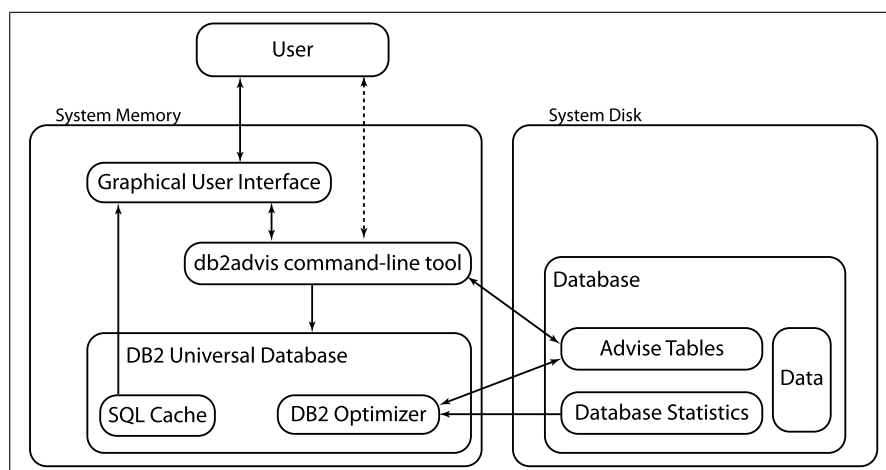 User
System Memory
System Disk
Graphical User Interface
db2advis command-line tool
Database
DB2 Universal Database
Advise Tables
Data
SQL Cache
DB2 Optimizer
Database Statistics